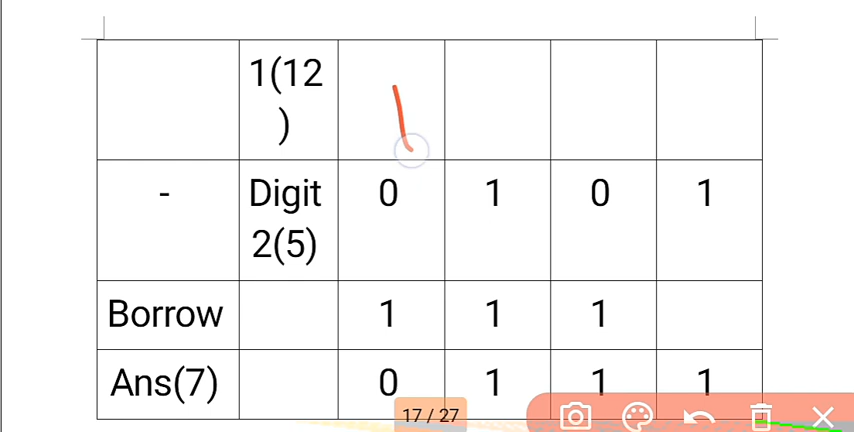 1(12
)
- Digit 0 1 0 1
2(5)
Borrow 1 1 1
Ans(7) 0 1 1 1
17 / 27